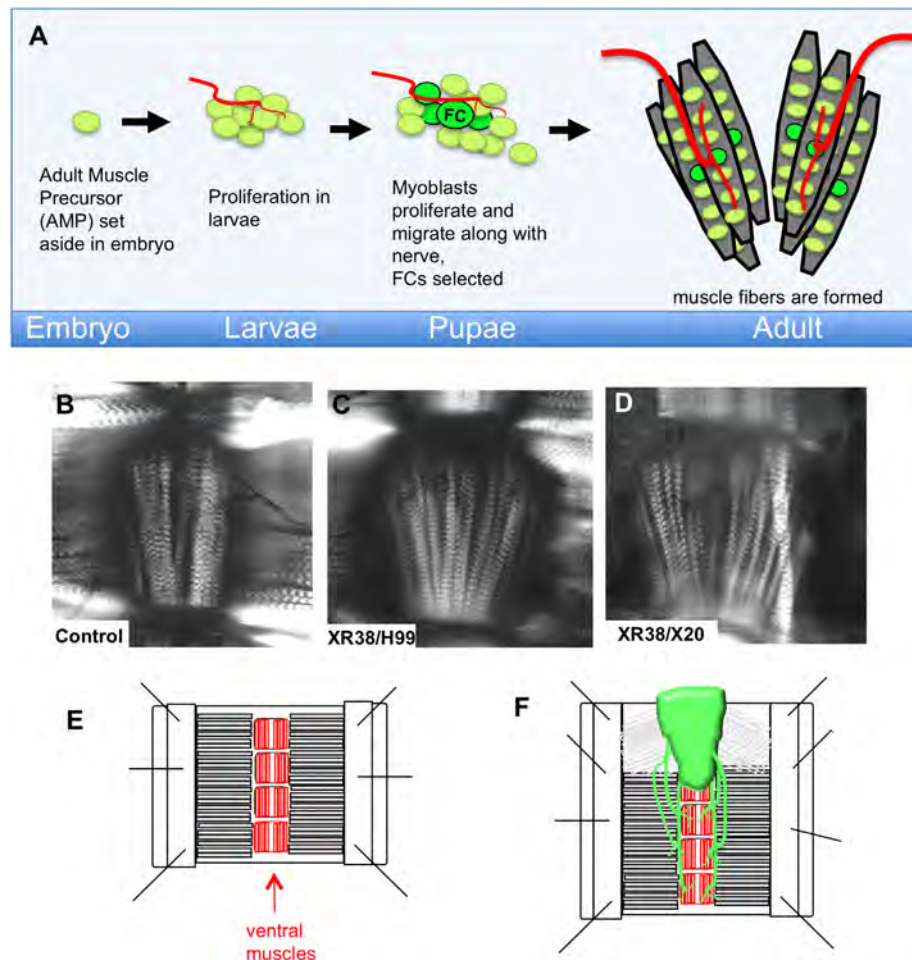 A
FC
Adult Muscle
Precursor
(AMP) set
aside in embryo
Proliferation in
larvae
Myoblasts
proliferate and
migrate along with
nerve,
FCs selected
muscle fibers are formed
Embryo Larvae Pupae Adult
B
Control
C
XR38/H99
D
XR38/X20
E
ventral
muscles
F